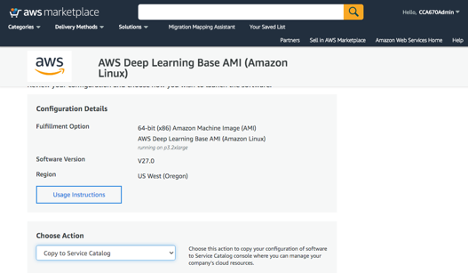 aws marketplace
Hello, CCA670Admin
Categories Delivery Methods Solutions Migration Mapping Assistant Your Saved List
Partners Sell in AWS Marketplace Amazon Web Services Home Help
aws
AWS Deep Learning Base AMI (Amazon
Linux)
Review your configuration and choose how you wish to launch the software.
Configuration Details
Fulfillment Option
64-bit (x86) Amazon Machine Image (AMI)
AWS Deep Learning Base AMI (Amazon Linux)
running on p3.2xlarge
Software Version
V27.0
Region
US West (Oregon)
Usage Instructions
Choose Action
Copy to Service Catalog
Choose this action to copy your configuration of software
to Service Catalog console where you can manage your
company's cloud resources.